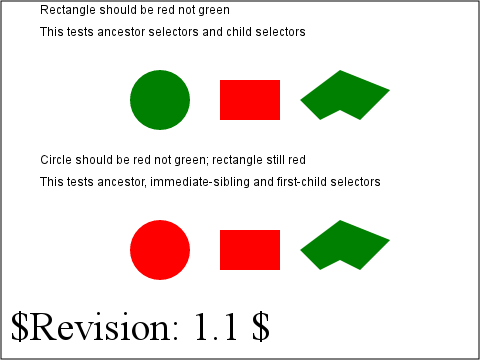 Rectangle should be red not green
This tests ancestor selectors and child selectors
Circle should be red not green; rectangle still red
This tests ancestor, immediate-sibling and first-child selectors
$Revision: 1.1 $